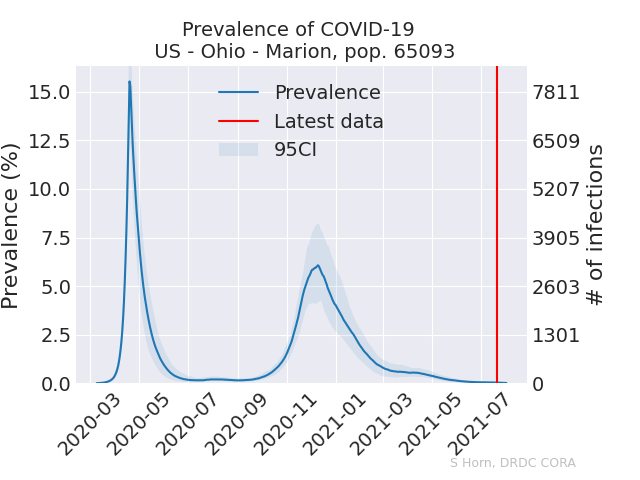 Prevalence of COVID-19
US - Ohio - Marion, pop. 65093
Prevalence
Latest data
95CI
Prevalence (%)
15.0
12.5
10.0
7.5
5.0
2.5
0.0
# of infections
7811
6509
5207
3905
2603
1301
0
2020-03
2020-05
2020-07
2020-09
2020-11
2021-01
2021-03
2021-05
2021-07
S Horn, DRDC CORA